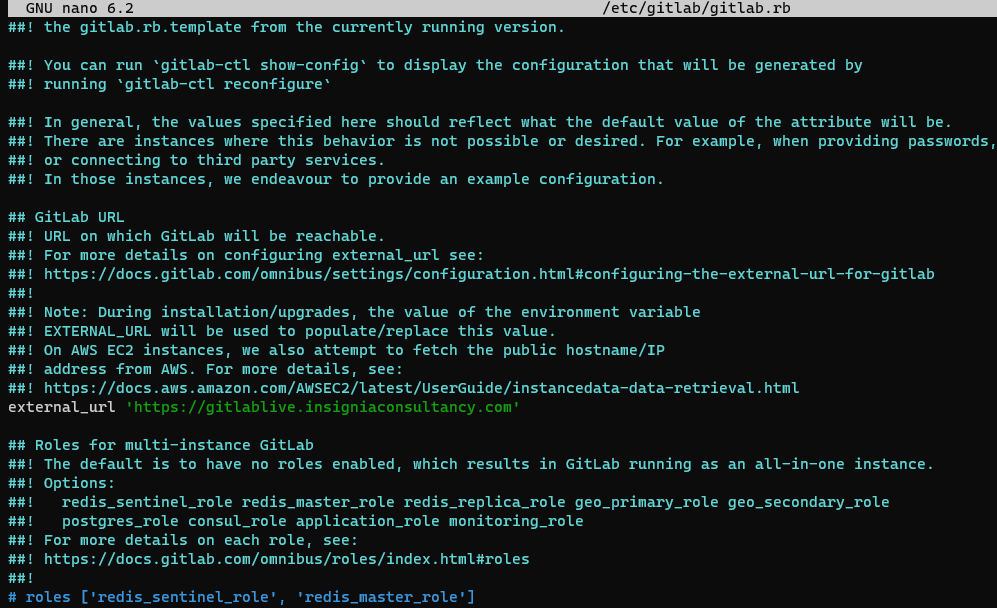 GNU nano 6.2 /etc/gitlab/gitlab.rb
##! the gitlab.rb.template from the currently running version.
##! You can run `gitlab-ctl show-config` to display the configuration that will be generated by
##! running `gitlab-ctl reconfigure`
##! In general, the values specified here should reflect what the default value of the attribute will be.
##! There are instances where this behavior is not possible or desired. For example, when providing passwords,
##! or connecting to third party services.
##! In those instances, we endeavour to provide an example configuration.
## GitLab URL
##! URL on which GitLab will be reachable.
##! For more details on configuring external_url see:
##! https://docs.gitlab.com/omnibus/settings/configuration.html#configuring-the-external-url-for-gitlab
##!
##! Note: During installation/upgrades, the value of the environment variable
##! EXTERNAL_URL will be used to populate/replace this value.
##! On AWS EC2 instances, we also attempt to fetch the public hostname/IP
##! address from AWS. For more details, see:
##! https://docs.aws.amazon.com/AWSEC2/latest/UserGuide/instancedata-data-retrieval.html
external_url 'https://gitlablive.insigniaconsultancy.com'
## Roles for multi-instance GitLab
##! The default is to have no roles enabled, which results in GitLab running as an all-in-one instance.
##! Options:
##!   redis_sentinel_role redis_master_role redis_replica_role geo_primary_role geo_secondary_role
##!   postgres_role consul_role application_role monitoring_role
##! For more details on each role, see:
##! https://docs.gitlab.com/omnibus/roles/index.html#roles
##!
# roles ['redis_sentinel_role', 'redis_master_role']